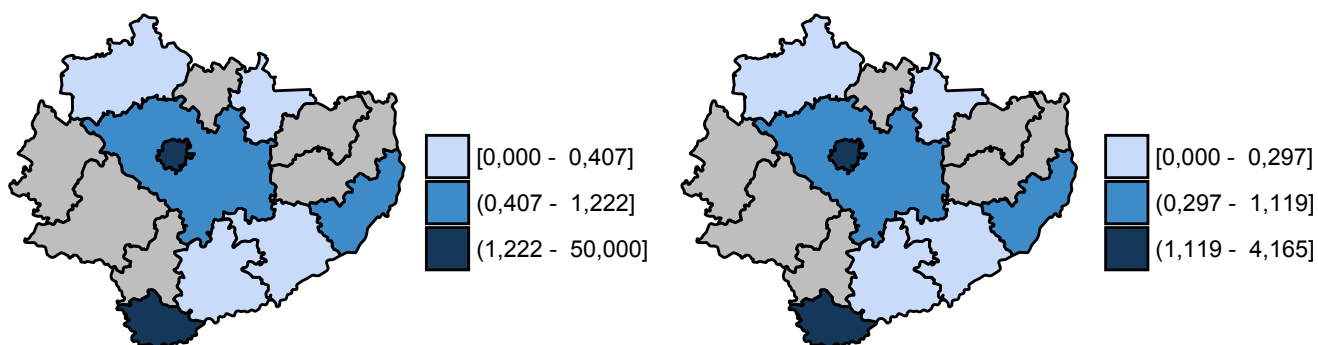 [0,000 - 0,407]
(0,407 - 1,222]
(1,222 - 50,000]
[0,000 - 0,297]
(0,297 - 1,119]
(1,119 - 4,165]